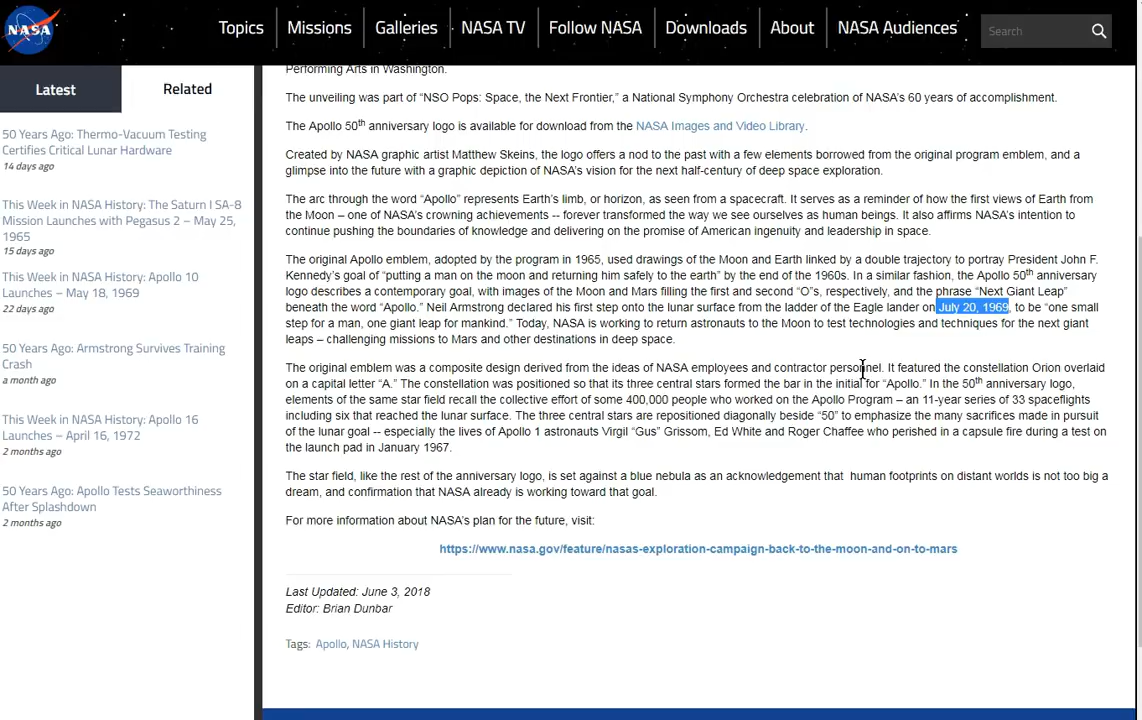 NASA
Topics
Missions
Galleries
NASA TV
Follow NASA
Downloads
About
NASA Audiences
Search
Latest
Related
50 Years Ago: Thermo-Vacuum Testing
Certifies Critical Lunar Hardware
14 days ago
This Week in NASA History: The Saturn I SA-8
Mission Launches with Pegasus 2 – May 25,
1965
15 days ago
This Week in NASA History: Apollo 10
Launches – May 18, 1969
22 days ago
50 Years Ago: Armstrong Survives Training
Crash
a month ago
This Week in NASA History: Apollo 16
Launches – April 16, 1972
2 months ago
50 Years Ago: Apollo Tests Seaworthiness
After Splashdown
2 months ago
Performing Arts in Washington.
The unveiling was part of “NSO Pops: Space, the Next Frontier,” a National Symphony Orchestra celebration of NASA’s 60 years of accomplishment.
The Apollo 50th anniversary logo is available for download from the NASA Images and Video Library.
Created by NASA graphic artist Matthew Skeins, the logo offers a nod to the past with a few elements borrowed from the original program emblem, and a
glimpse into the future with a graphic depiction of NASA’s vision for the next half-century of deep space exploration.
The arc through the word “Apollo” represents Earth’s limb, or horizon, as seen from a spacecraft. It serves as a reminder of how the first views of Earth from
the Moon – one of NASA’s crowning achievements -- forever transformed the way we see ourselves as human beings. It also affirms NASA’s intention to
continue pushing the boundaries of knowledge and delivering on the promise of American ingenuity and leadership in space.
The original Apollo emblem, adopted by the program in 1965, used drawings of the Moon and Earth linked by a double trajectory to portray President John F.
Kennedy’s goal of “putting a man on the moon and returning him safely to the earth” by the end of the 1960s. In a similar fashion, the Apollo 50th anniversary
logo describes a contemporary goal, with images of the Moon and Mars filling the first and second “O”s, respectively, and the phrase “Next Giant Leap”
beneath the word “Apollo.” Neil Armstrong declared his first step onto the lunar surface from the ladder of the Eagle lander on July 20, 1969, to be “one small
step for a man, one giant leap for mankind.” Today, NASA is working to return astronauts to the Moon to test technologies and techniques for the next giant
leaps – challenging missions to Mars and other destinations in deep space.
The original emblem was a composite design derived from the ideas of NASA employees and contractor personnel. It featured the constellation Orion overlaid
on a capital letter “A.” The constellation was positioned so that its three central stars formed the bar in the initial for “Apollo.” In the 50th anniversary logo,
elements of the same star field recall the collective effort of some 400,000 people who worked on the Apollo Program – an 11-year series of 33 spaceflights
including six that reached the lunar surface. The three central stars are repositioned diagonally beside “50” to emphasize the many sacrifices made in pursuit
of the lunar goal -- especially the lives of Apollo 1 astronauts Virgil “Gus” Grissom, Ed White and Roger Chaffee who perished in a capsule fire during a test on
the launch pad in January 1967.
The star field, like the rest of the anniversary logo, is set against a blue nebula as an acknowledgement that  human footprints on distant worlds is not too big a
dream, and confirmation that NASA already is working toward that goal.
For more information about NASA’s plan for the future, visit:
https://www.nasa.gov/feature/nasas-exploration-campaign-back-to-the-moon-and-on-to-mars
Last Updated: June 3, 2018
Editor: Brian Dunbar
Tags: Apollo, NASA History